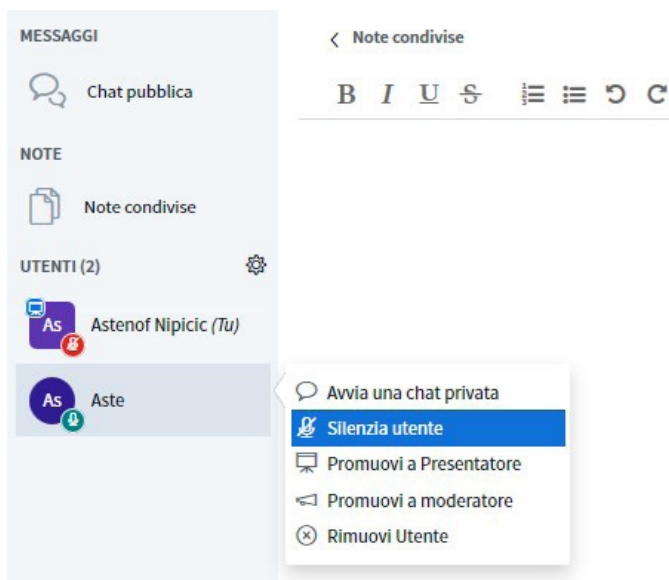 MESSAGGI
Chat pubblica
NOTE
Note condivise
UTENTI (2)
As Astenof Nipicic (Tu)
As Aste
< Note condivise
B I U S
Avvia una chat privata
Silenzia utente
Promuovi a Presentatore
Promuovi a moderatore
Rimuovi Utente